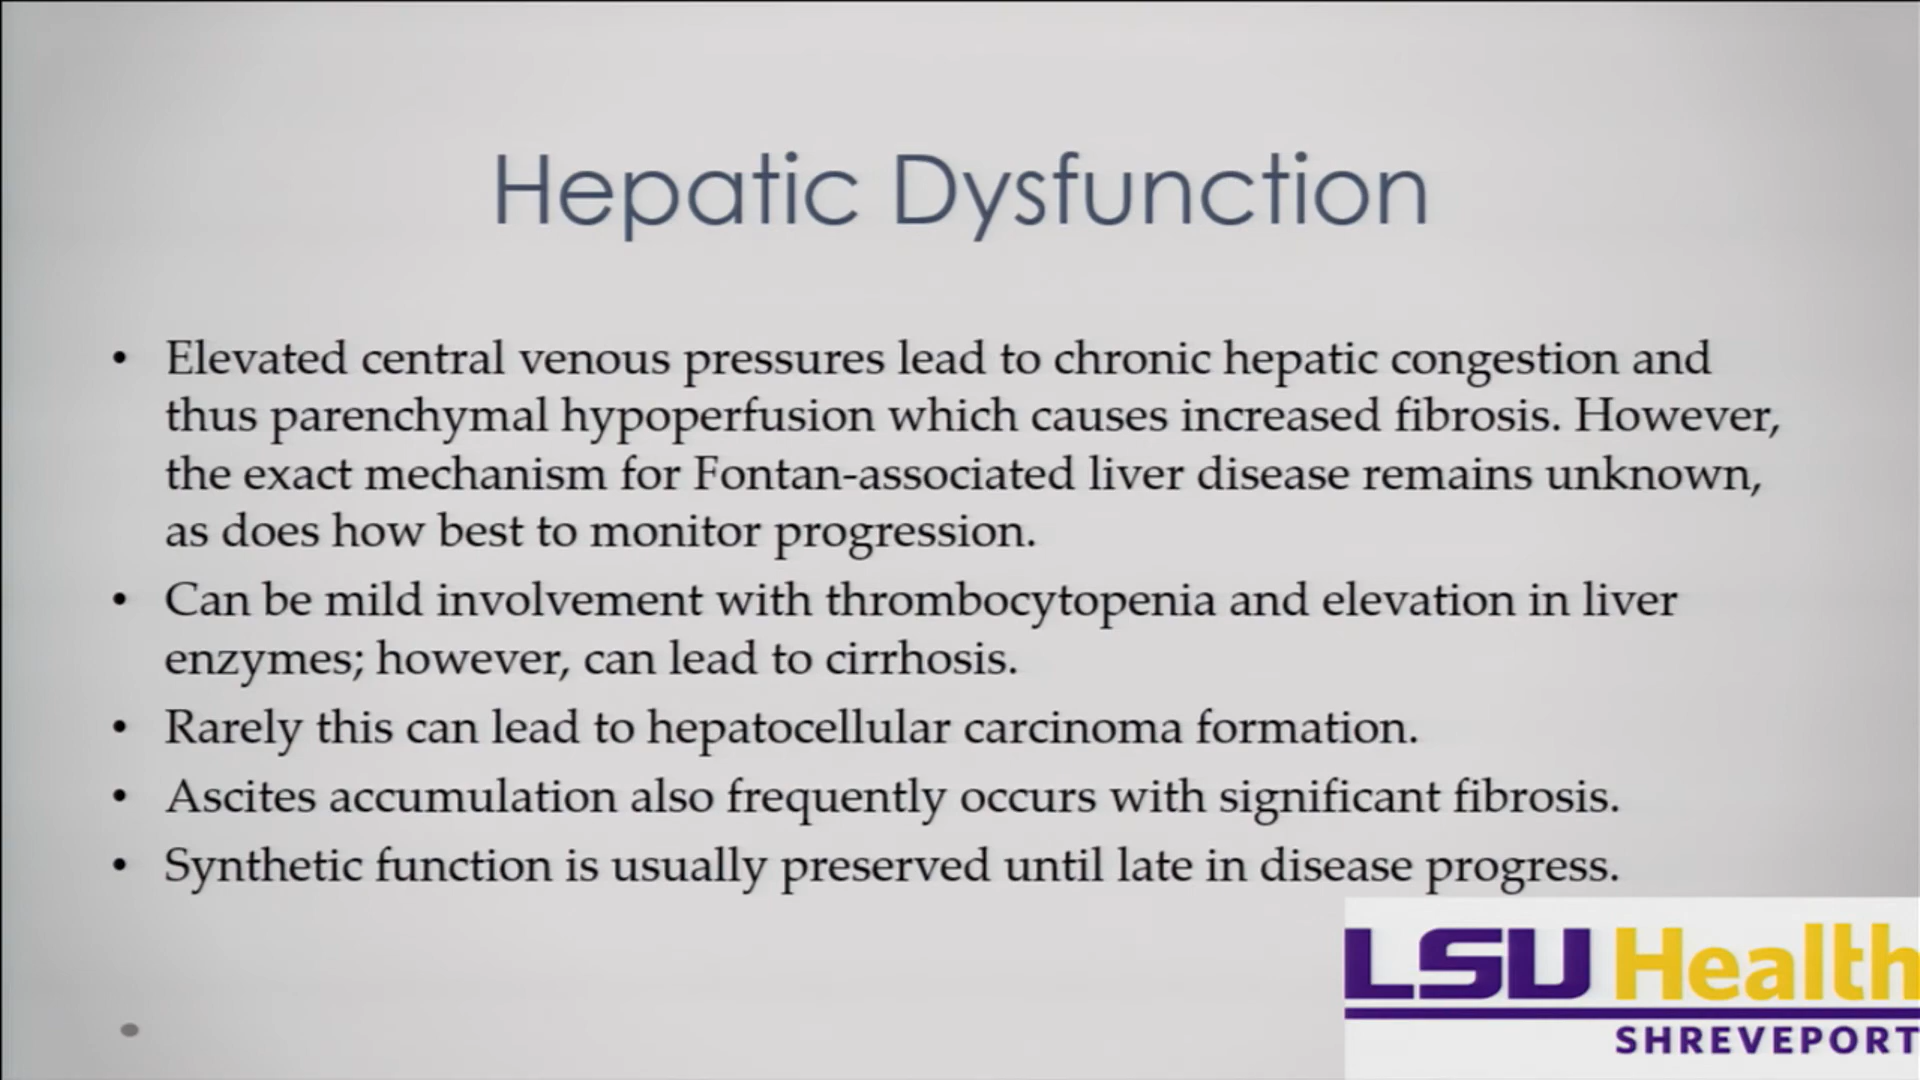 Hepatic Dysfunction
• Elevated central venous pressures lead to chronic hepatic congestion and
thus parenchymal hypoperfusion which causes increased fibrosis. However,
the exact mechanism for Fontan-associated liver disease remains unknown,
as does how best to monitor progression.
• Can be mild involvement with thrombocytopenia and elevation in liver
enzymes; however, can lead to cirrhosis.
• Rarely this can lead to hepatocellular carcinoma formation.
• Ascites accumulation also frequently occurs with significant fibrosis.
• Synthetic function is usually preserved until late in disease progress.
LSU Health
SHREVEPORT